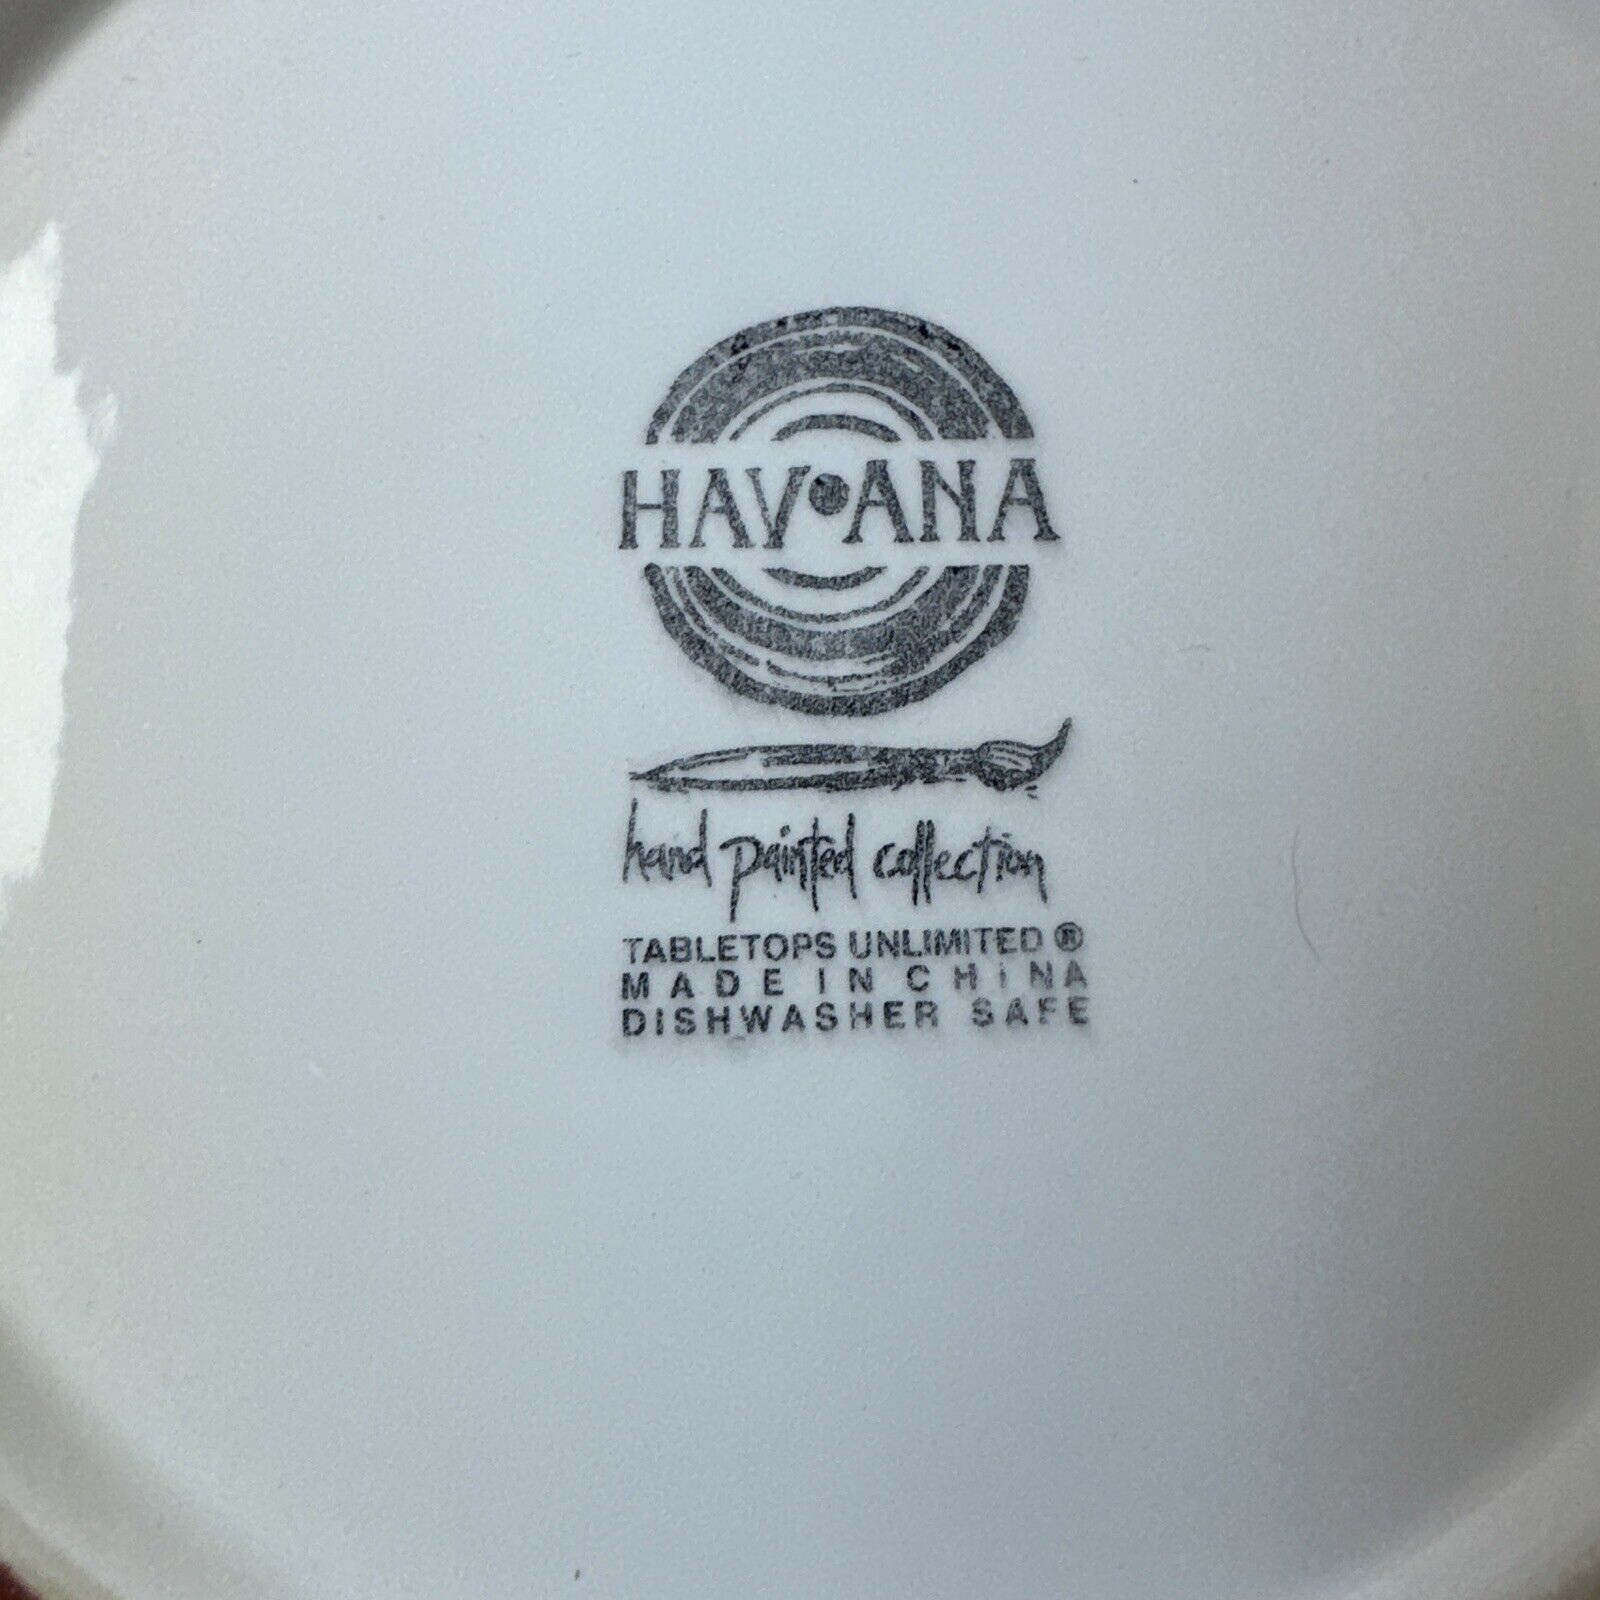 HAV•ANA
hand painted collection
TABLETOPS UNLIMITED ®
MADE IN CHINA
DISHWASHER SAFE